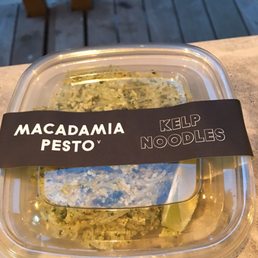 MACADAMIA
PESTO V
KELP
NOODLES